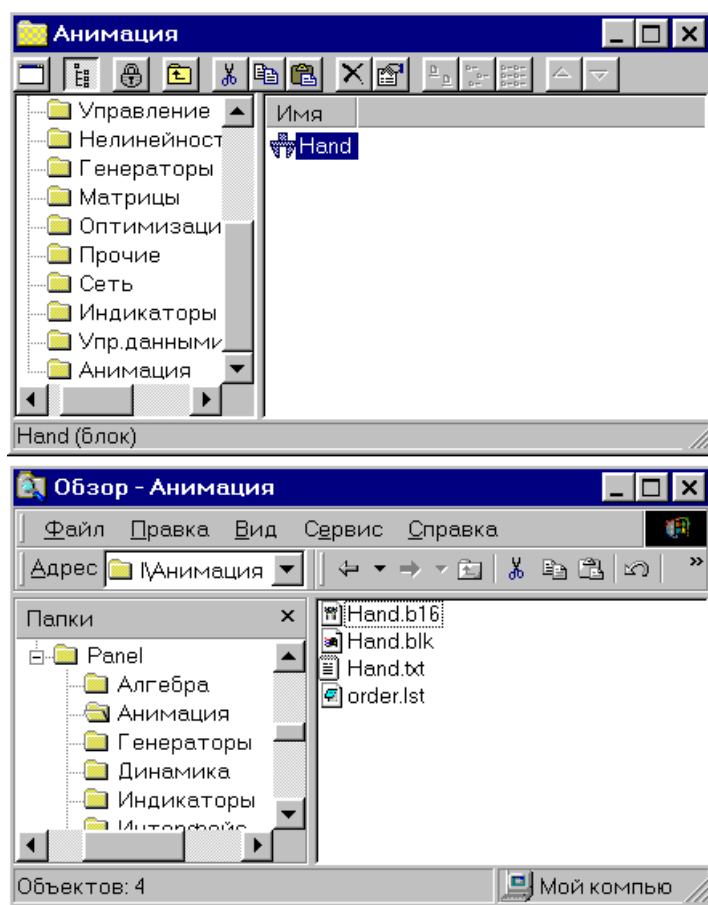 Анимация
Управление
Нелинейност
Генераторы
Матрицы
Оптимизаци
Прочие
Сеть
Индикаторы
Упр.данными
Анимация
Имя
Hand
Hand (блок)
Обзор - Анимация
Файл Правка Вид Сервис Справка
Адрес l\Анимация »
Папки ×
Panel
Алгебра
Анимация
Генераторы
Динамика
Индикаторы
Интерфейс
Hand.b16
Hand.blk
Hand.txt
order.lst
Объектов: 4
Мой компью